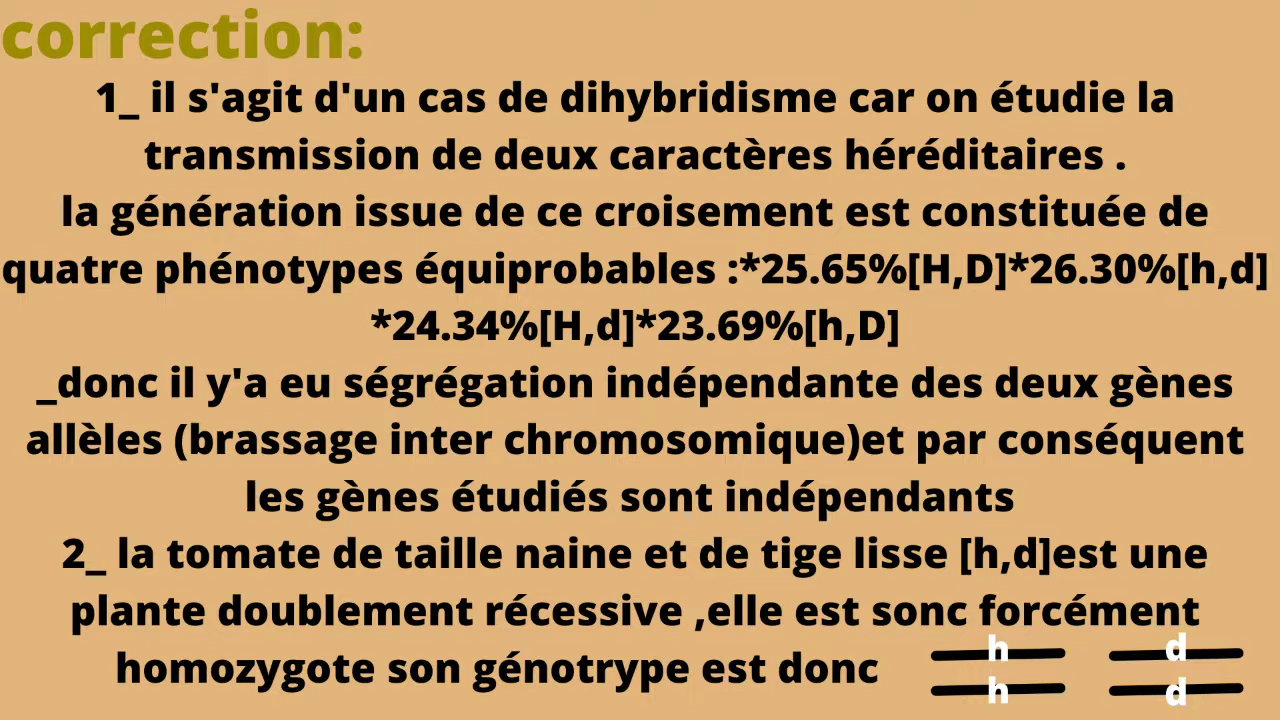 correction:
1_ il s'agit d'un cas de dihybridisme car on étudie la
transmission de deux caractères héréditaires .
la génération issue de ce croisement est constituée de
quatre phénotypes équiprobables :*25.65%[H,D]*26.30%[h,d]
*24.34%[H,d]*23.69%[h,D]
_donc il y'a eu ségrégation indépendante des deux gènes
allèles (brassage inter chromosomique)et par conséquent
les gènes étudiés sont indépendants
2_ la tomate de taille naine et de tige lisse [h,d]est une
plante doublement récessive ,elle est sonc forcément
homozygote son génotrype est donc
h d
h d